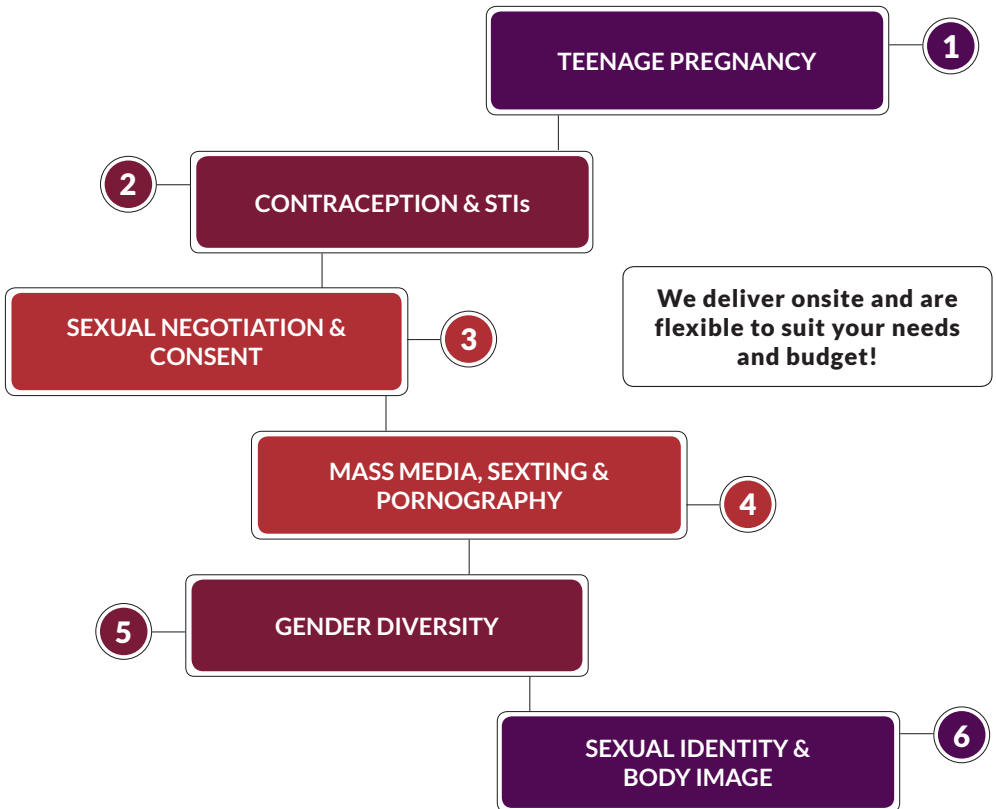 TEENAGE PREGNANCY
1
2
CONTRACEPTION & STIs
We deliver onsite and are
flexible to suit your needs
and budget!
SEXUAL NEGOTIATION &
CONSENT
3
MASS MEDIA, SEXTING &
PORNOGRAPHY
4
5
GENDER DIVERSITY
SEXUAL IDENTITY &
BODY IMAGE
6